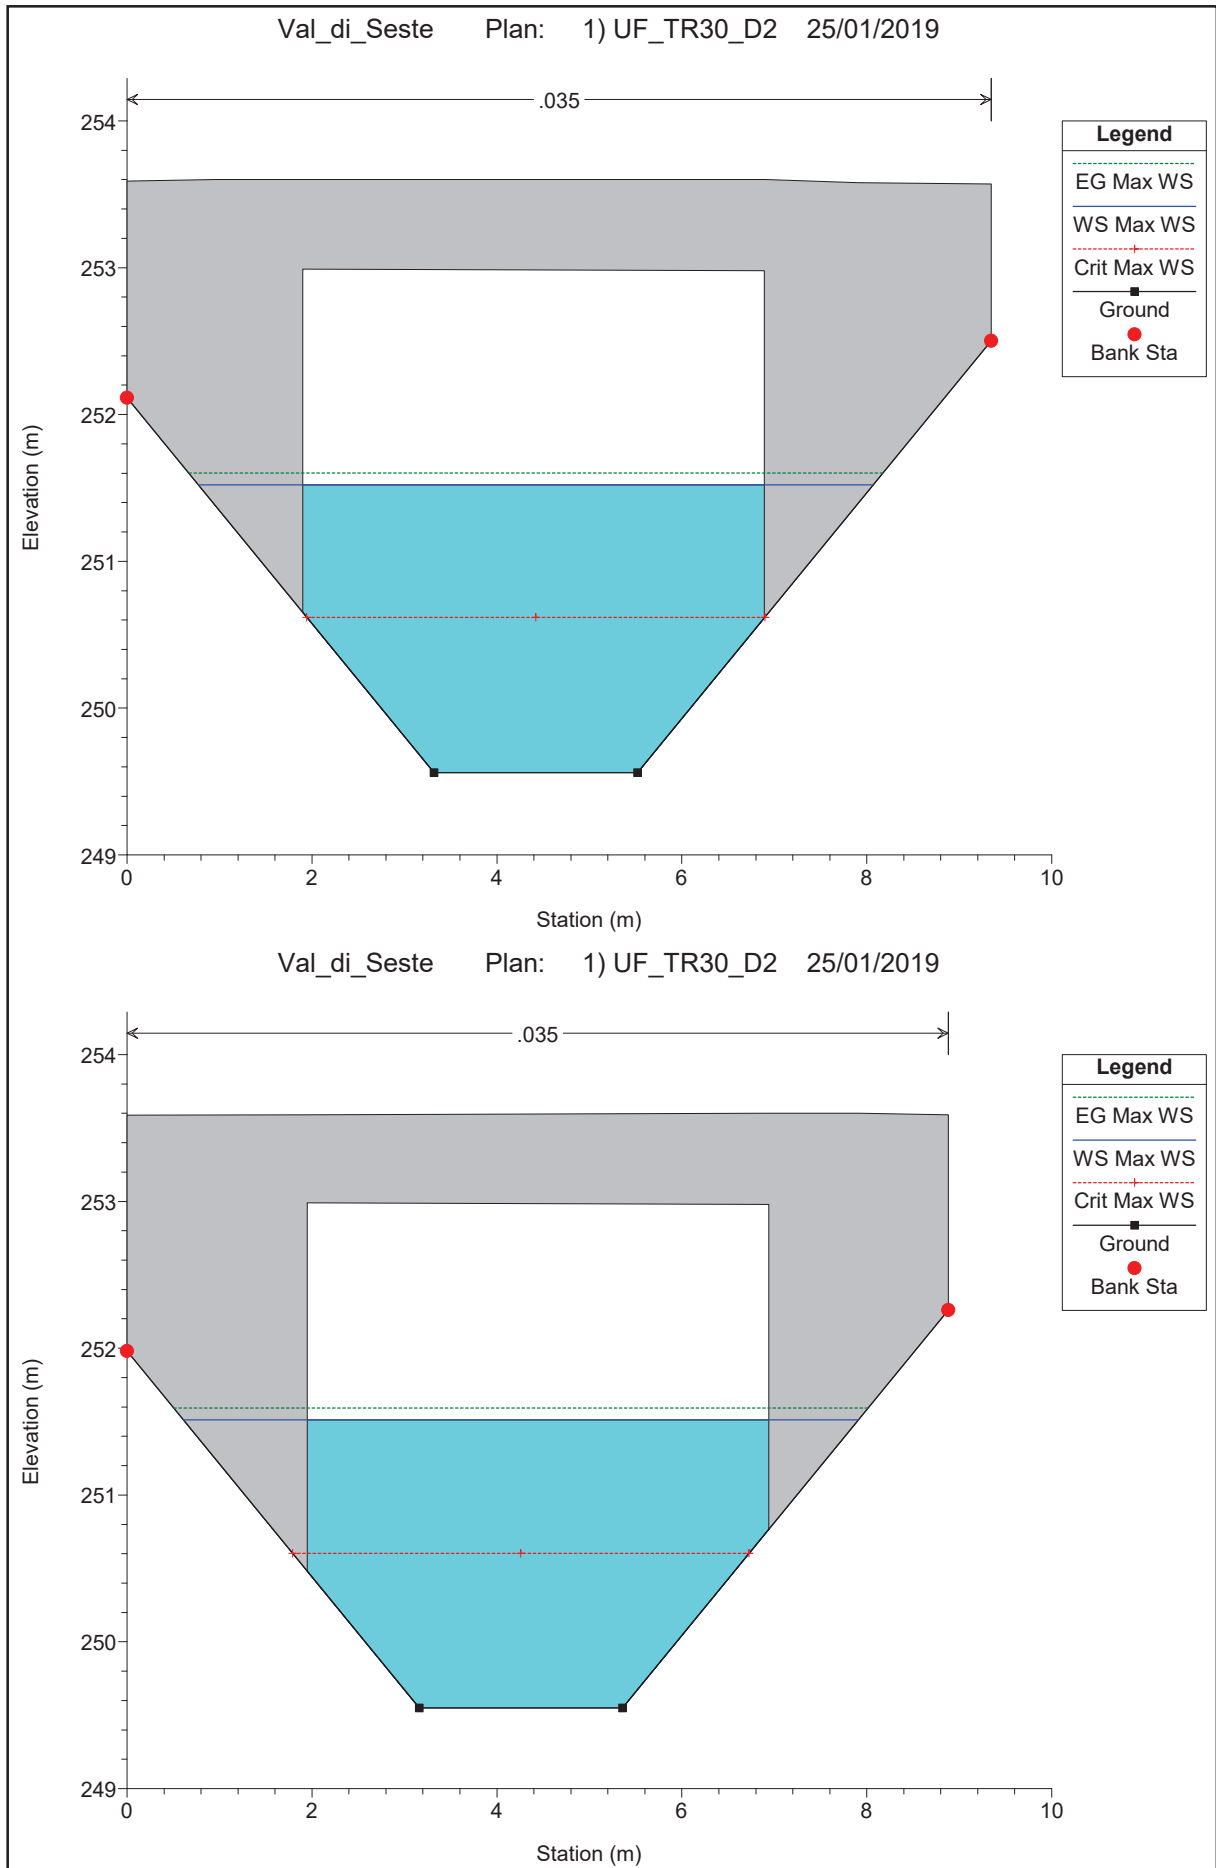 Val_di_Seste Plan: 1) UF_TR30_D2 25/01/2019
.035
254
253
252
251
250
249
Elevation (m)
0 2 4 6 8 10
Station (m)
Legend
EG Max WS
WS Max WS
Crit Max WS
Ground
Bank Sta
Val_di_Seste Plan: 1) UF_TR30_D2 25/01/2019
.035
254
253
252
251
250
249
Elevation (m)
0 2 4 6 8 10
Station (m)
Legend
EG Max WS
WS Max WS
Crit Max WS
Ground
Bank Sta